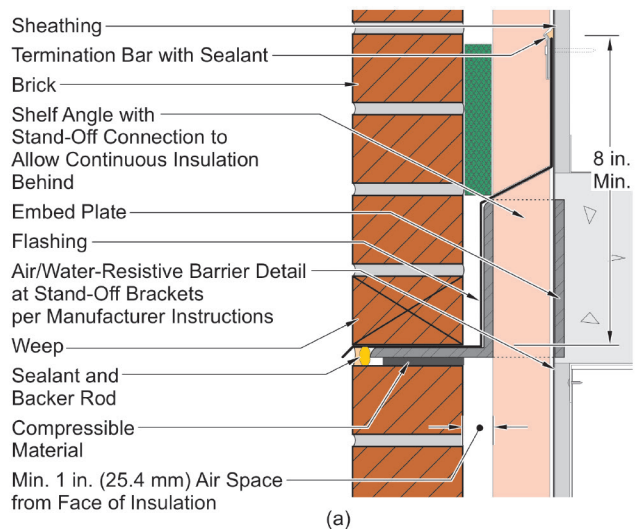 Sheathing
Termination Bar with Sealant
Brick
Shelf Angle with
Stand-Off Connection to
Allow Continuous Insulation
Behind
Embed Plate
Flashing
Air/Water-Resistive Barrier Detail
at Stand-Off Brackets
per Manufacturer Instructions
Weep
Sealant and
Backer Rod
Compressible
Material
Min. 1 in. (25.4 mm) Air Space
from Face of Insulation
8 in.
Min.
(a)